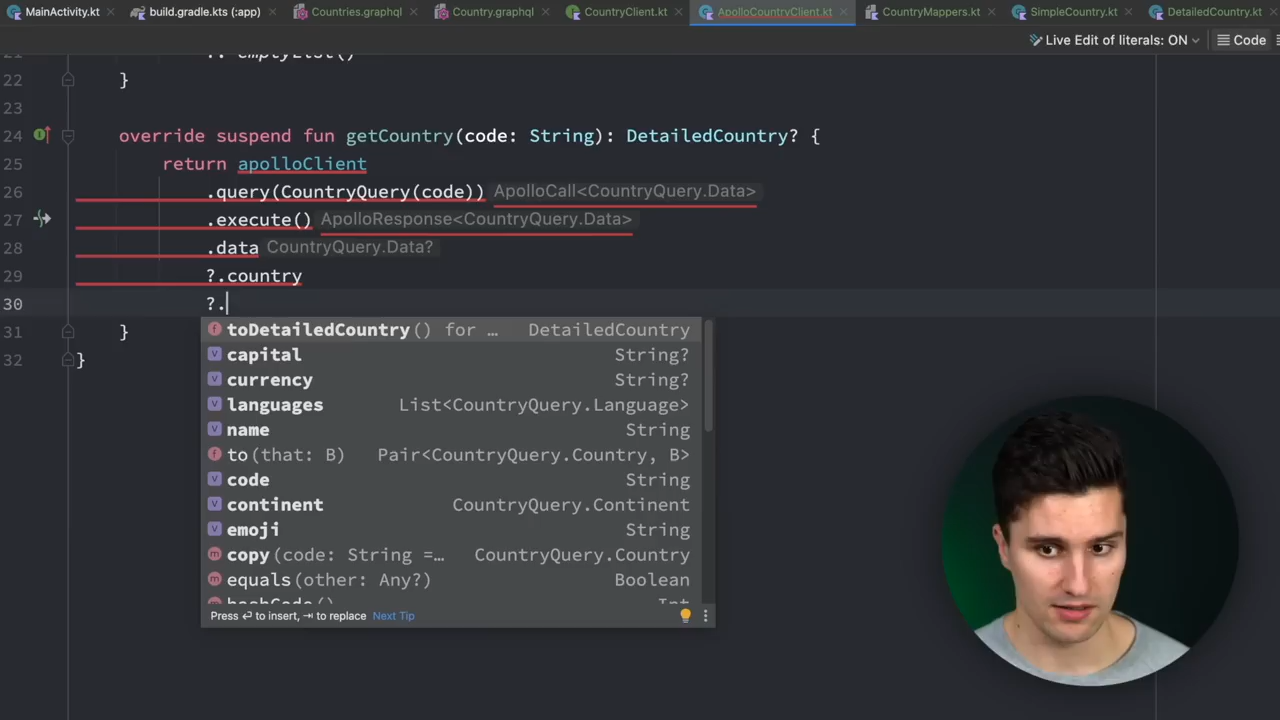 MainActivity.kt
build.gradle.kts (:app)
Countries.graphql
Country.graphql
CountryClient.kt
ApolloCountryClient.kt
CountryMappers.kt
SimpleCountry.kt
DetailedCountry.kt
Live Edit of literals: ON
Code
21 ?: emptyList()
22 }
23
24 override suspend fun getCountry(code: String): DetailedCountry? {
25 return apolloClient
26 .query(CountryQuery(code)) ApolloCall<CountryQuery.Data>
27 .execute() ApolloResponse<CountryQuery.Data>
28 .data CountryQuery.Data?
29 ?.country
30 ?.
31 }
32 }
toDetailedCountry() for … DetailedCountry
capital String?
currency String?
languages List<CountryQuery.Language>
name String
to(that: B) Pair<CountryQuery.Country, B>
code String
continent CountryQuery.Continent
emoji String
copy(code: String =… CountryQuery.Country
equals(other: Any?) Boolean
hashCode() Int
Press ⏎ to insert, ⇥ to replace Next Tip